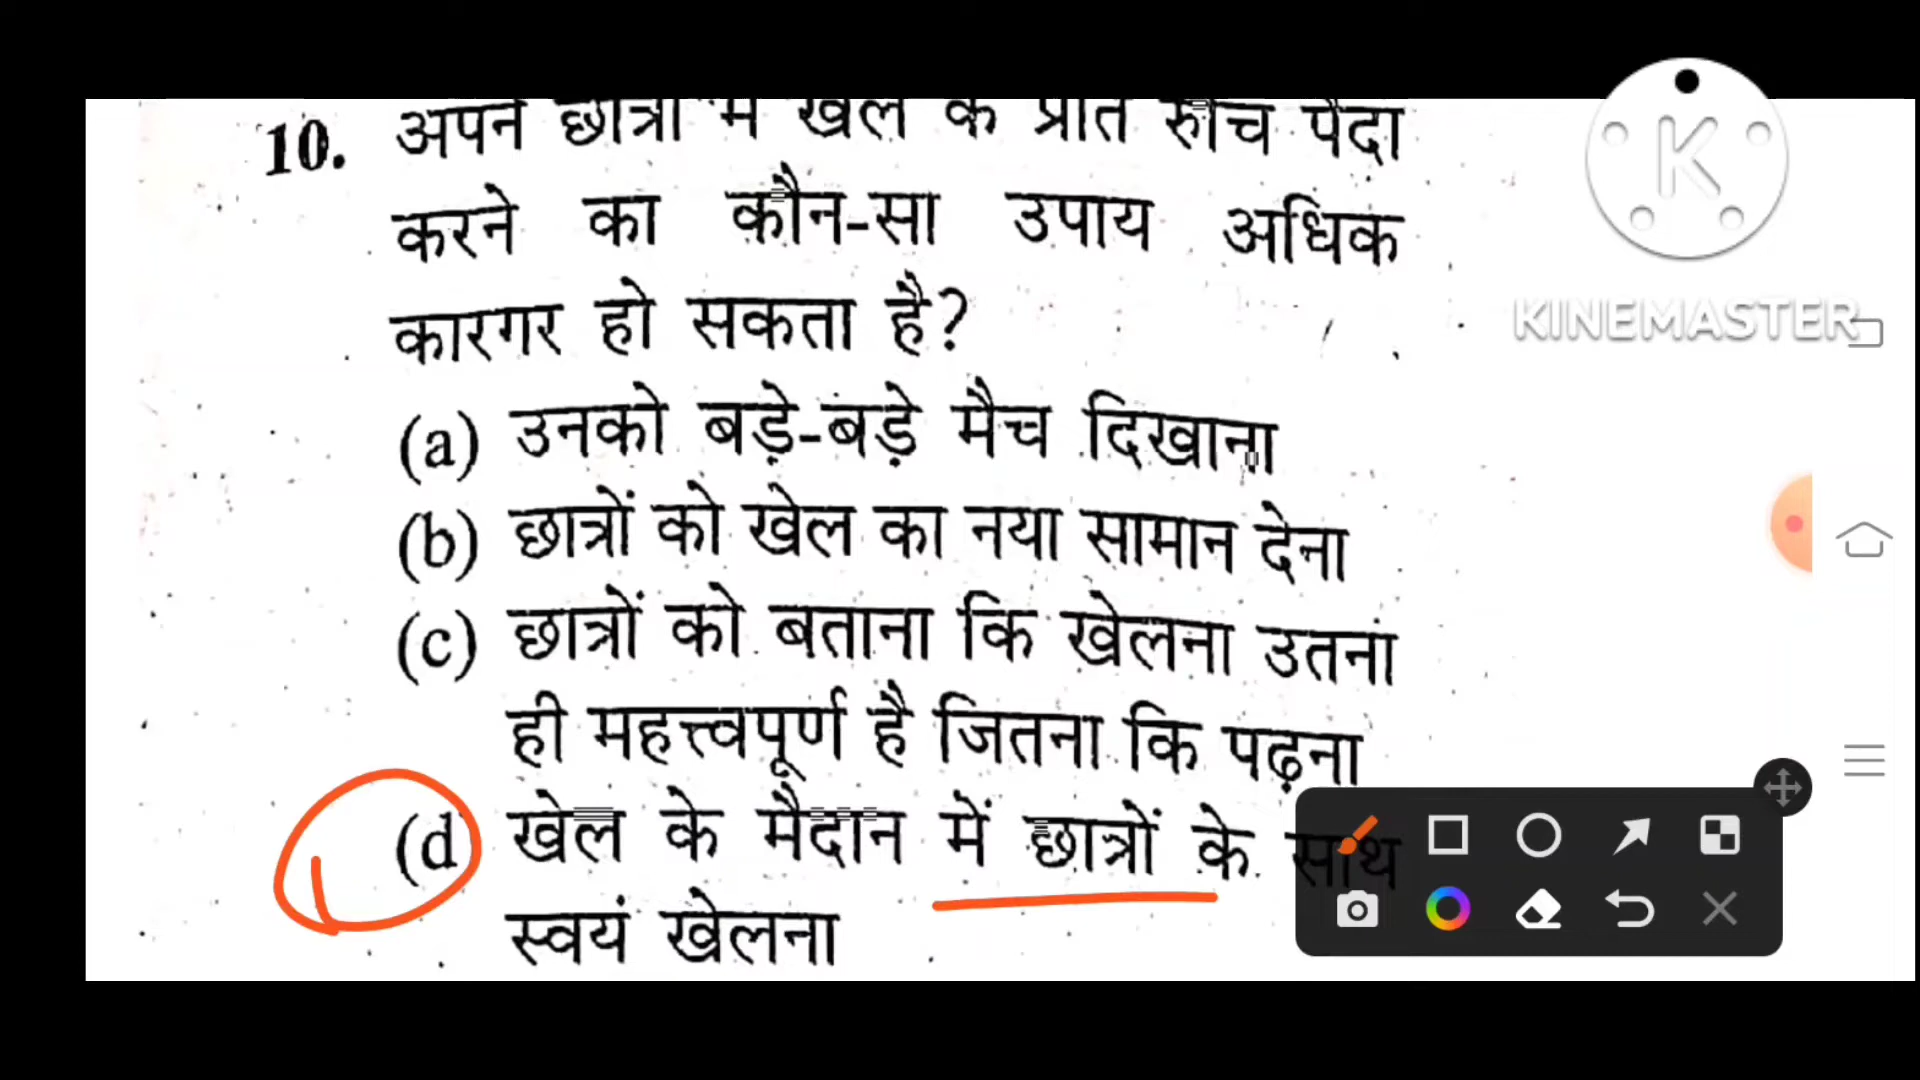 10. अपने छात्रों में खेल के प्रति रुचि पैदा
करने का कौन-सा उपाय अधिक
कारगर हो सकता है?
(a) उनको बड़े-बड़े मैच दिखाना
(b) छात्रों को खेल का नया सामान देना
(c) छात्रों को बताना कि खेलना उतना
ही महत्त्वपूर्ण है जितना कि पढ़ना
(d खेल के मैदान में छात्रों के साथ
स्वयं खेलना
K
KINEMASTER